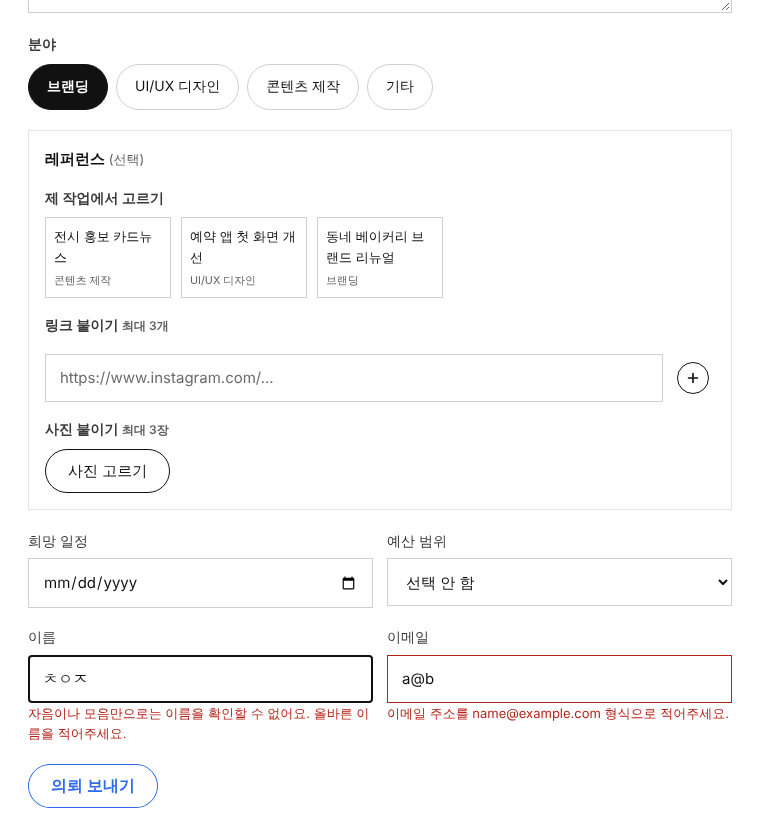 분야
브랜딩 UI/UX 디자인 콘텐츠 제작 기타
레퍼런스 (선택)
제 작업에서 고르기
전시 홍보 카드뉴
스
콘텐츠 제작
예약 앱 첫 화면 개
선
UI/UX 디자인
동네 베이커리 브
랜드 리뉴얼
브랜딩
링크 붙이기 최대 3개
https://www.instagram.com/...
+
사진 붙이기 최대 3장
사진 고르기
희망 일정
mm/dd/yyyy
예산 범위
선택 안 함
이름
ㅊㅇㅈ
자음이나 모음만으로는 이름을 확인할 수 없어요. 올바른 이
름을 적어주세요.
이메일
a@b
이메일 주소를 name@example.com 형식으로 적어주세요.
의뢰 보내기